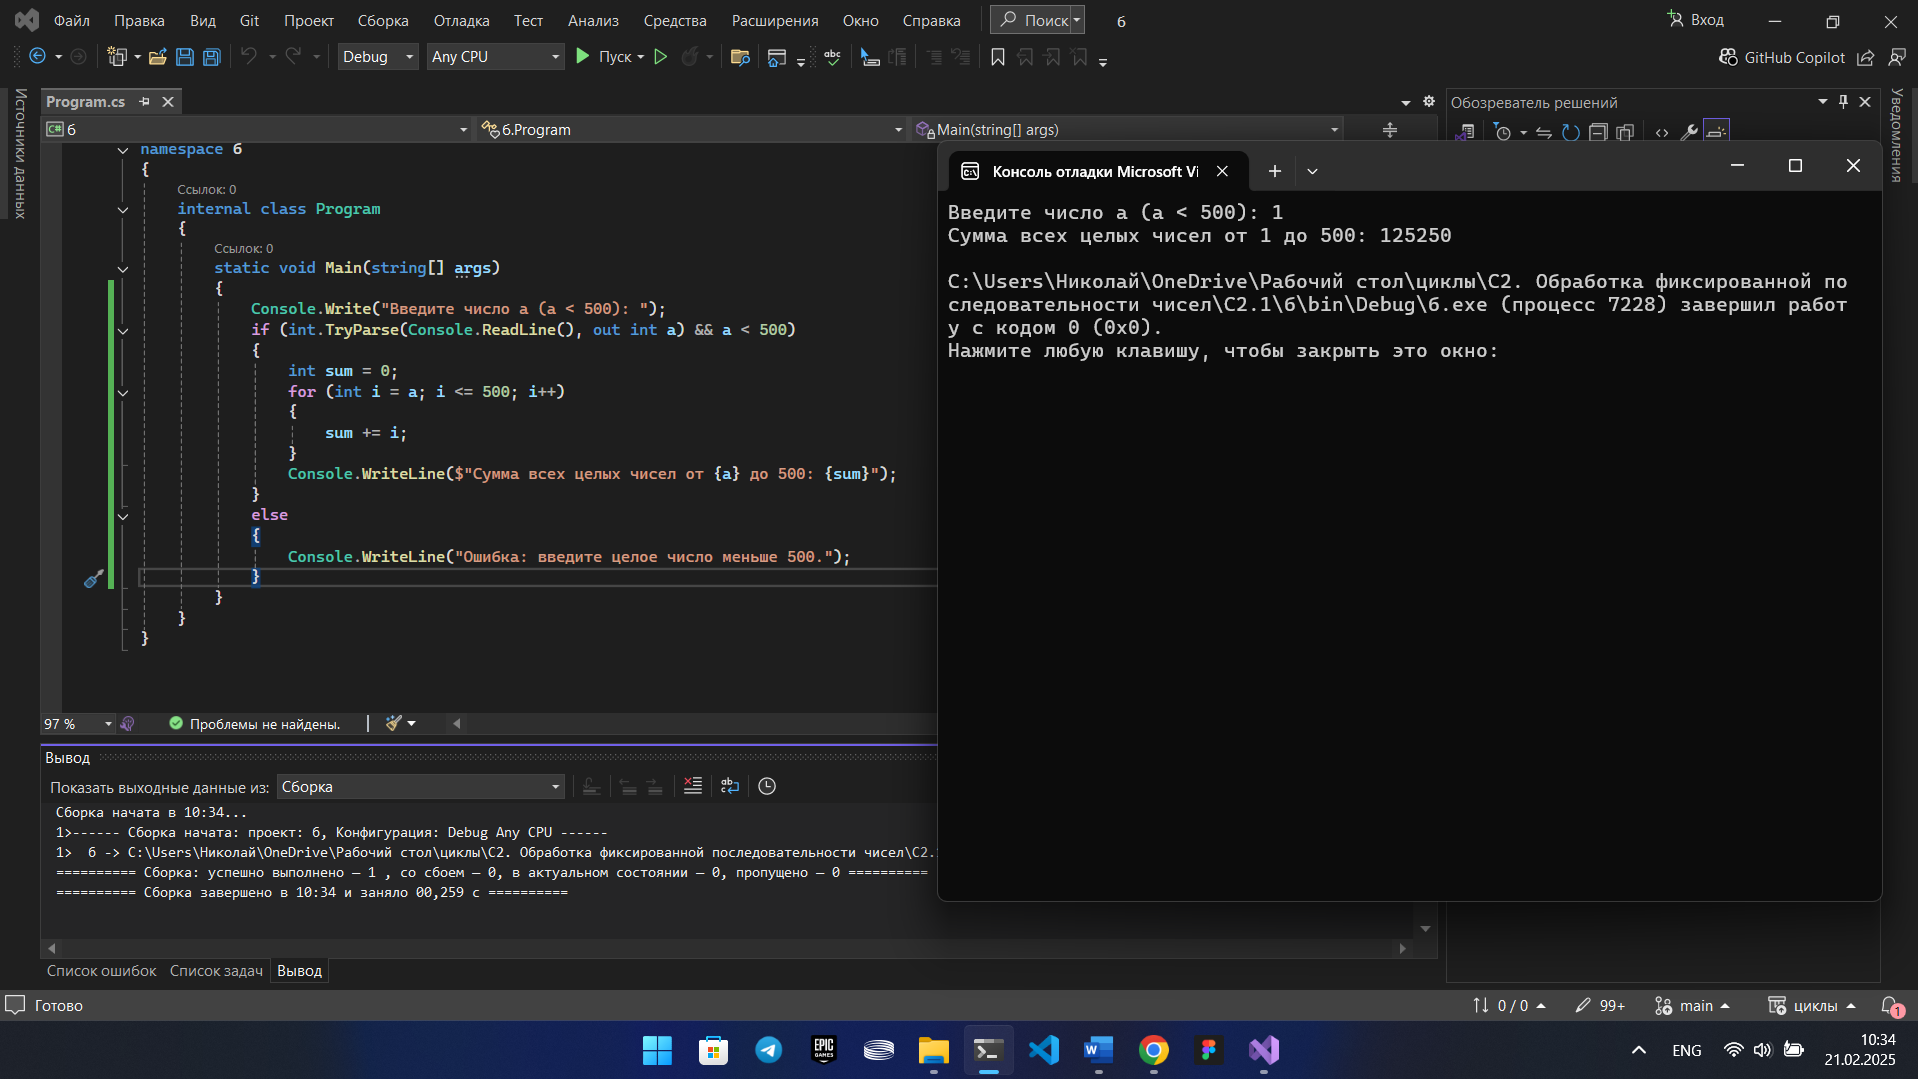 Файл Правка Вид Git Проект Сборка Отладка Тест Анализ Средства Расширения Окно Справка Поиск 6 Вход
Debug Any CPU Пуск GitHub Copilot
Источники данных
Program.cs
Обозреватель решений
Уведомления
C# 6 6.Program Main(string[] args)
namespace 6
{
Ссылок: 0
internal class Program
{
Ссылок: 0
static void Main(string[] args)
{
Console.Write("Введите число a (a < 500): ");
if (int.TryParse(Console.ReadLine(), out int a) && a < 500)
{
int sum = 0;
for (int i = a; i <= 500; i++)
{
sum += i;
}
Console.WriteLine($"Сумма всех целых чисел от {a} до 500: {sum}");
}
else
{
Console.WriteLine("Ошибка: введите целое число меньше 500.");
}
}
}
}
Консоль отладки Microsoft Vi
Введите число a (a < 500): 1
Сумма всех целых чисел от 1 до 500: 125250
C:\Users\Николай\OneDrive\Рабочий стол\циклы\C2. Обработка фиксированной по
следовательности чисел\C2.1\6\bin\Debug\6.exe (процесс 7228) завершил работ
у с кодом 0 (0x0).
Нажмите любую клавишу, чтобы закрыть это окно:
97 % Проблемы не найдены.
Вывод
Показать выходные данные из: Сборка
Сборка начата в 10:34...
1>------ Сборка начата: проект: 6, Конфигурация: Debug Any CPU ------
1>  6 -> C:\Users\Николай\OneDrive\Рабочий стол\циклы\C2. Обработка фиксированной последовательности чисел\C2.
========== Сборка: успешно выполнено — 1 , со сбоем — 0, в актуальном состоянии — 0, пропущено — 0 ==========
========== Сборка завершено в 10:34 и заняло 00,259 с ==========
Список ошибок Список задач Вывод
Готово 0 / 0 99+ main циклы 1
EPIC GAMES
ENG 10:34
21.02.2025